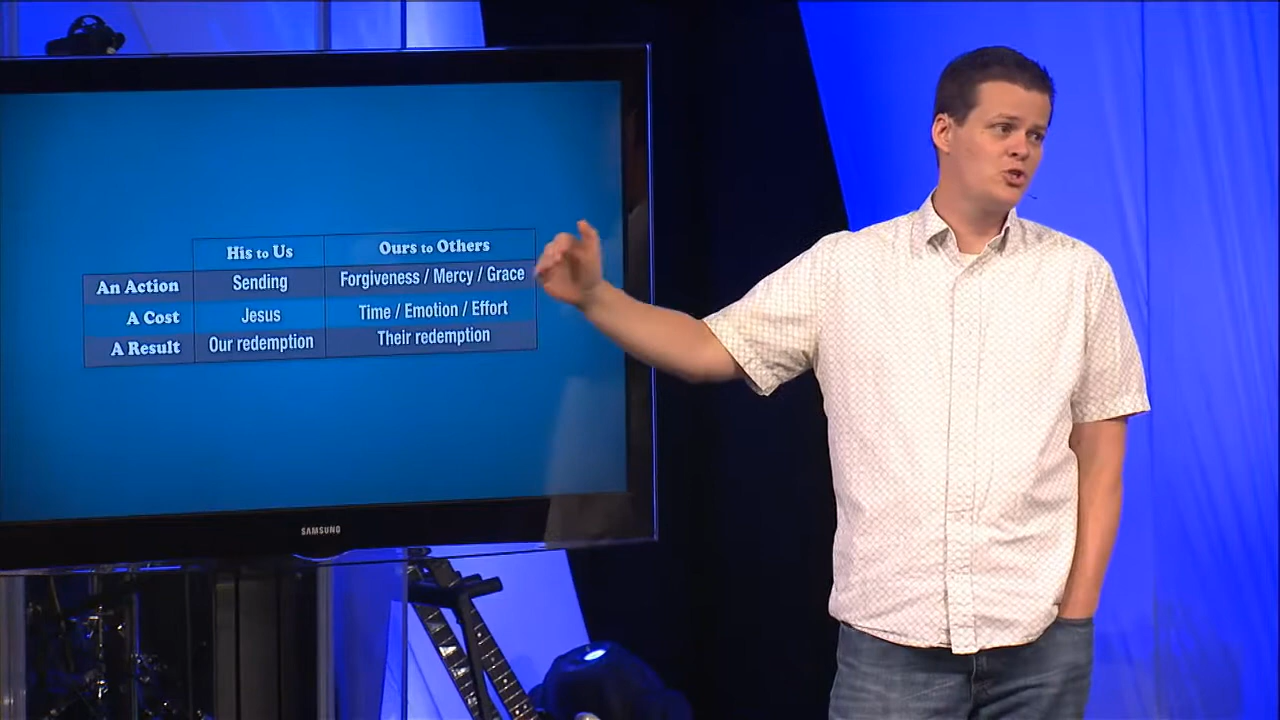 His to Us Ours to Others
An Action Sending Forgiveness / Mercy / Grace
A Cost Jesus Time / Emotion / Effort
A Result Our redemption Their redemption
SAMSUNG